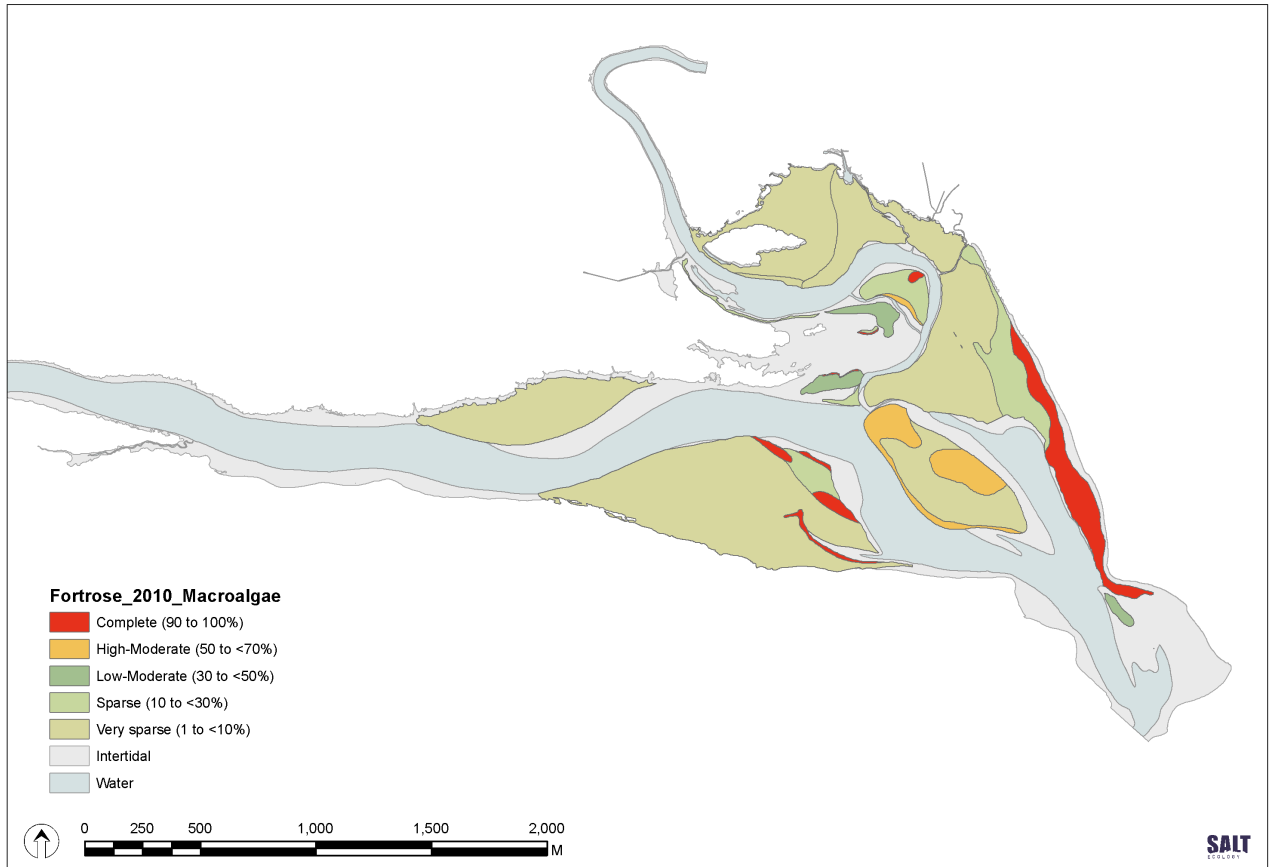 Fortrose_2010_Macroalgae
Complete (90 to 100%)
High-Moderate (50 to <70%)
Low-Moderate (30 to <50%)
Sparse (10 to <30%)
Very sparse (1 to <10%)
Intertidal
Water
0 250 500 1,000 1,500 2,000
M
SALT
ECOLOGY